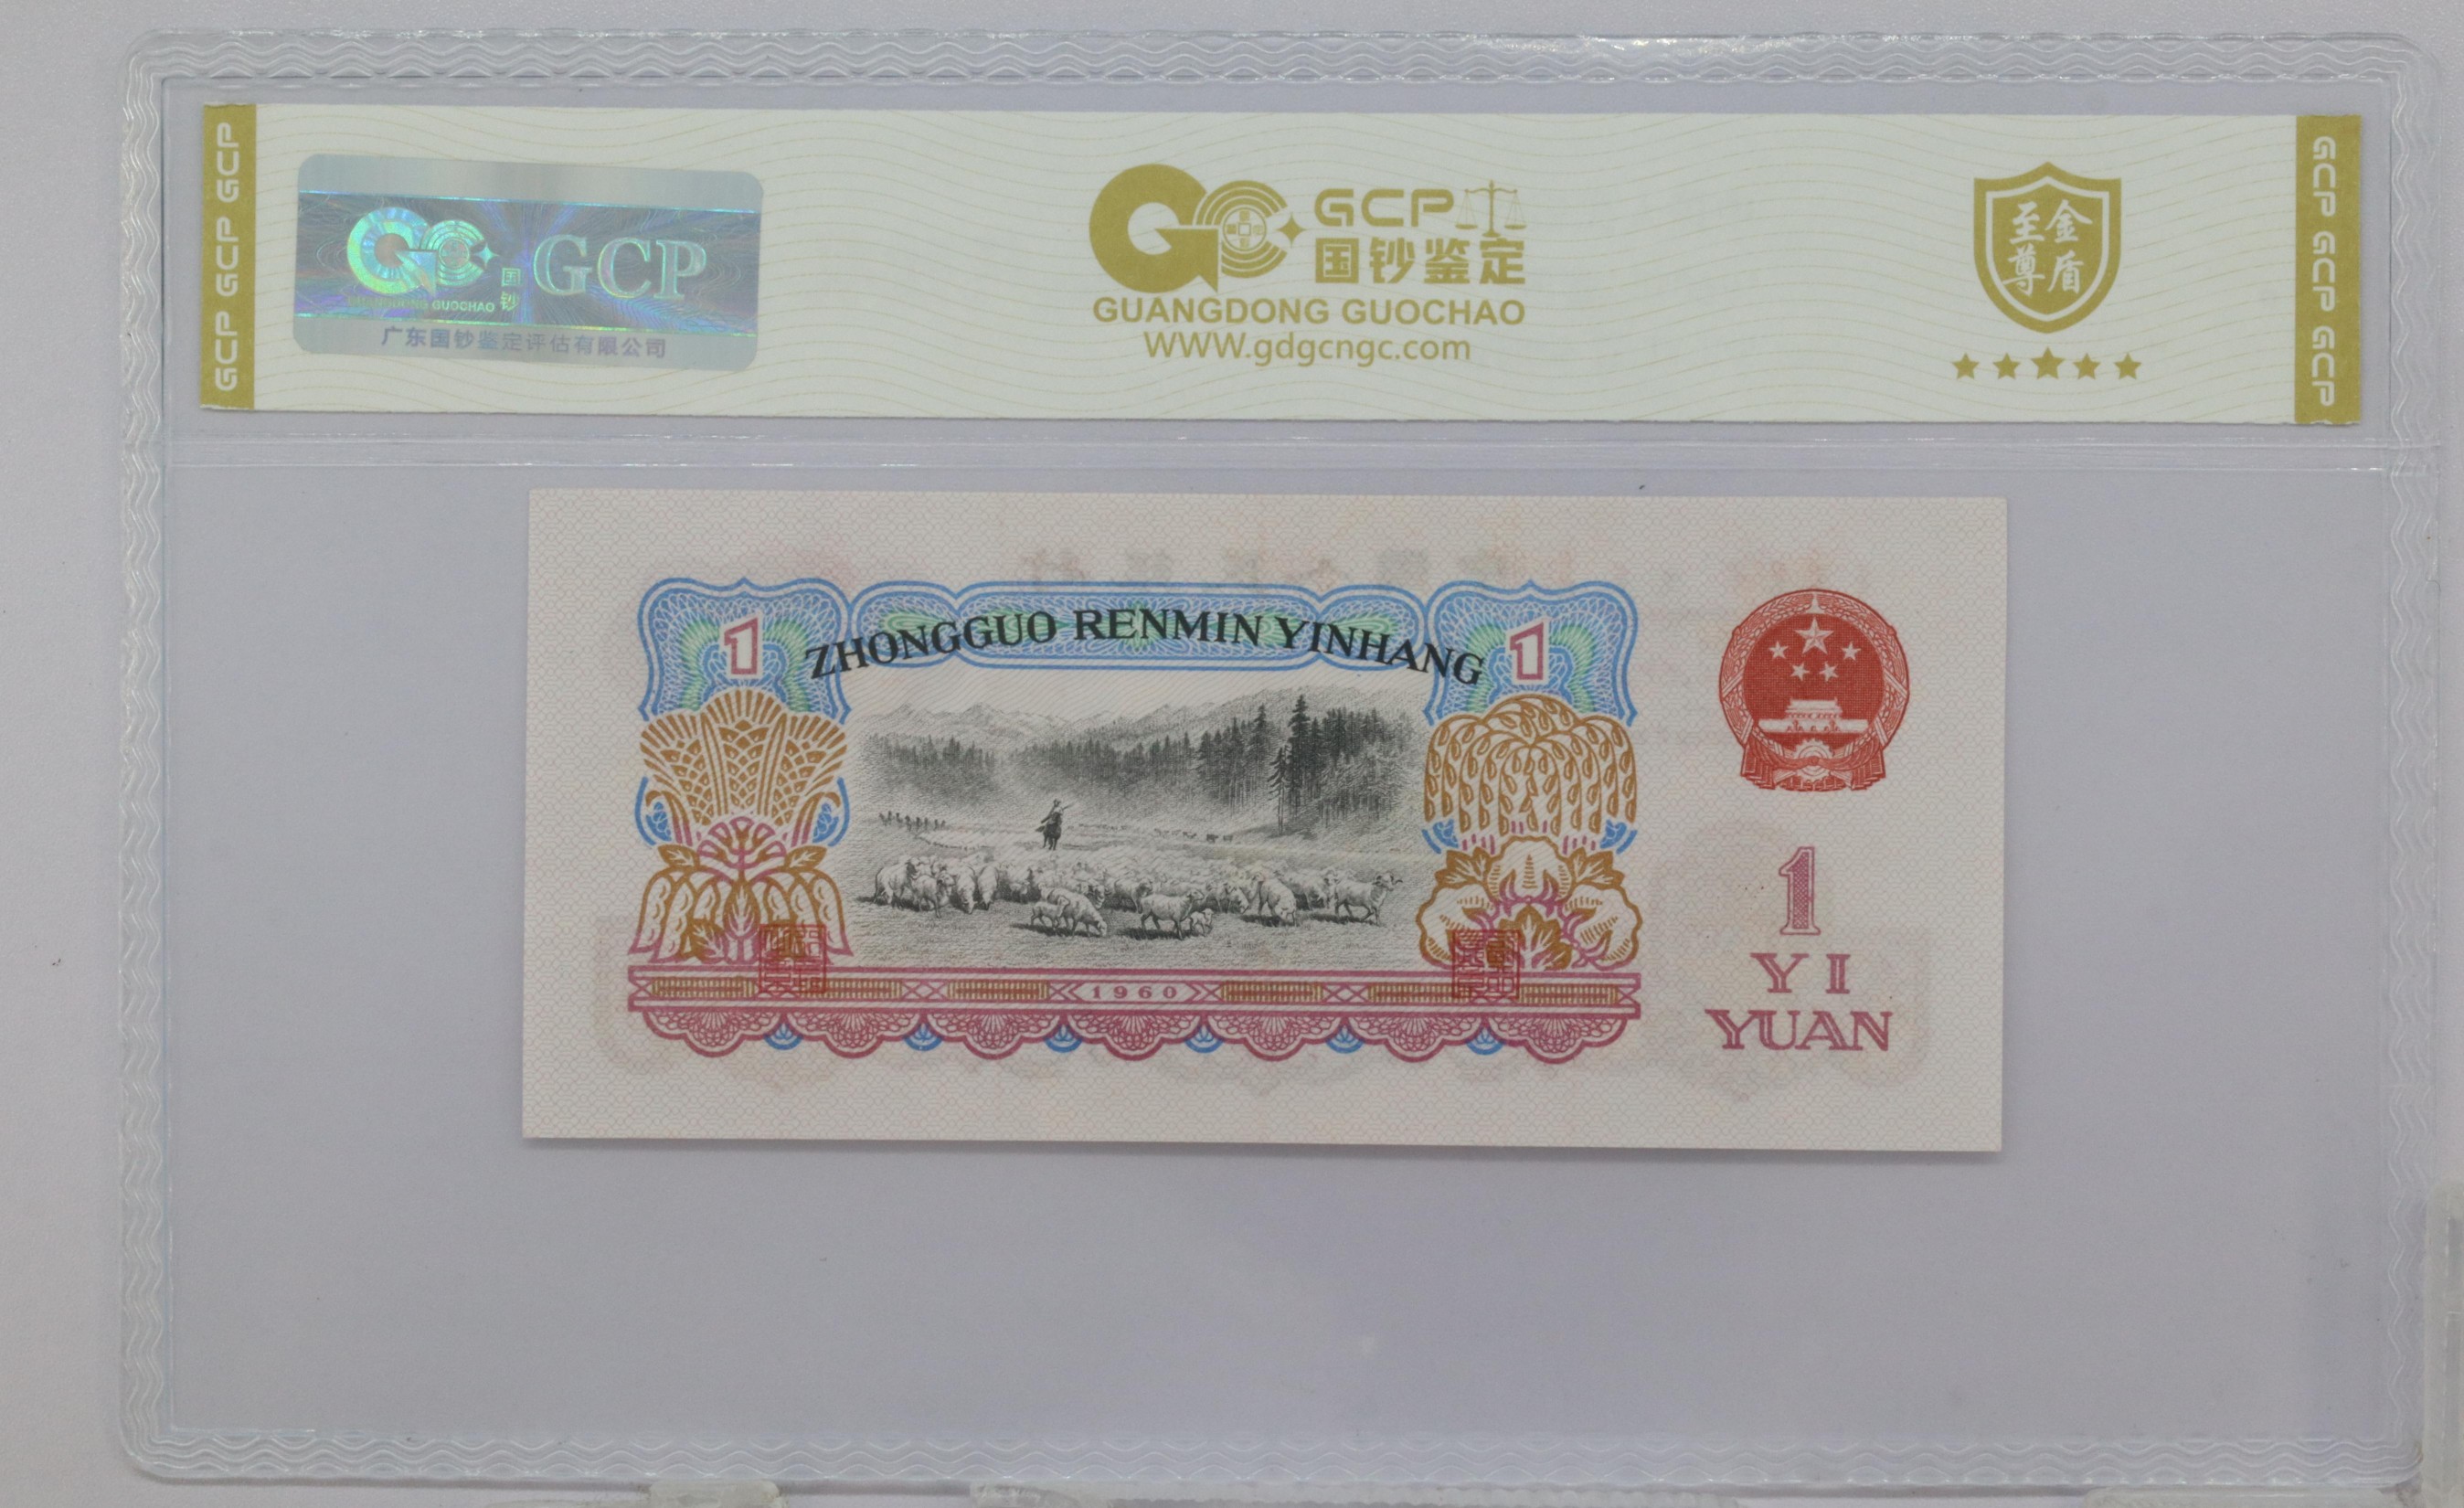 GCP GCP GCP
国钞
GCP
GUANGDONG GUOCHAO
广东国钞鉴定评估有限公司
GCP
国钞鉴定
GUANGDONG GUOCHAO
WWW.gdgcngc.com
至尊
金盾
GCP GCP GCP
1
ZHONGGUO RENMIN YINHANG
1
1960
1
YI
YUAN